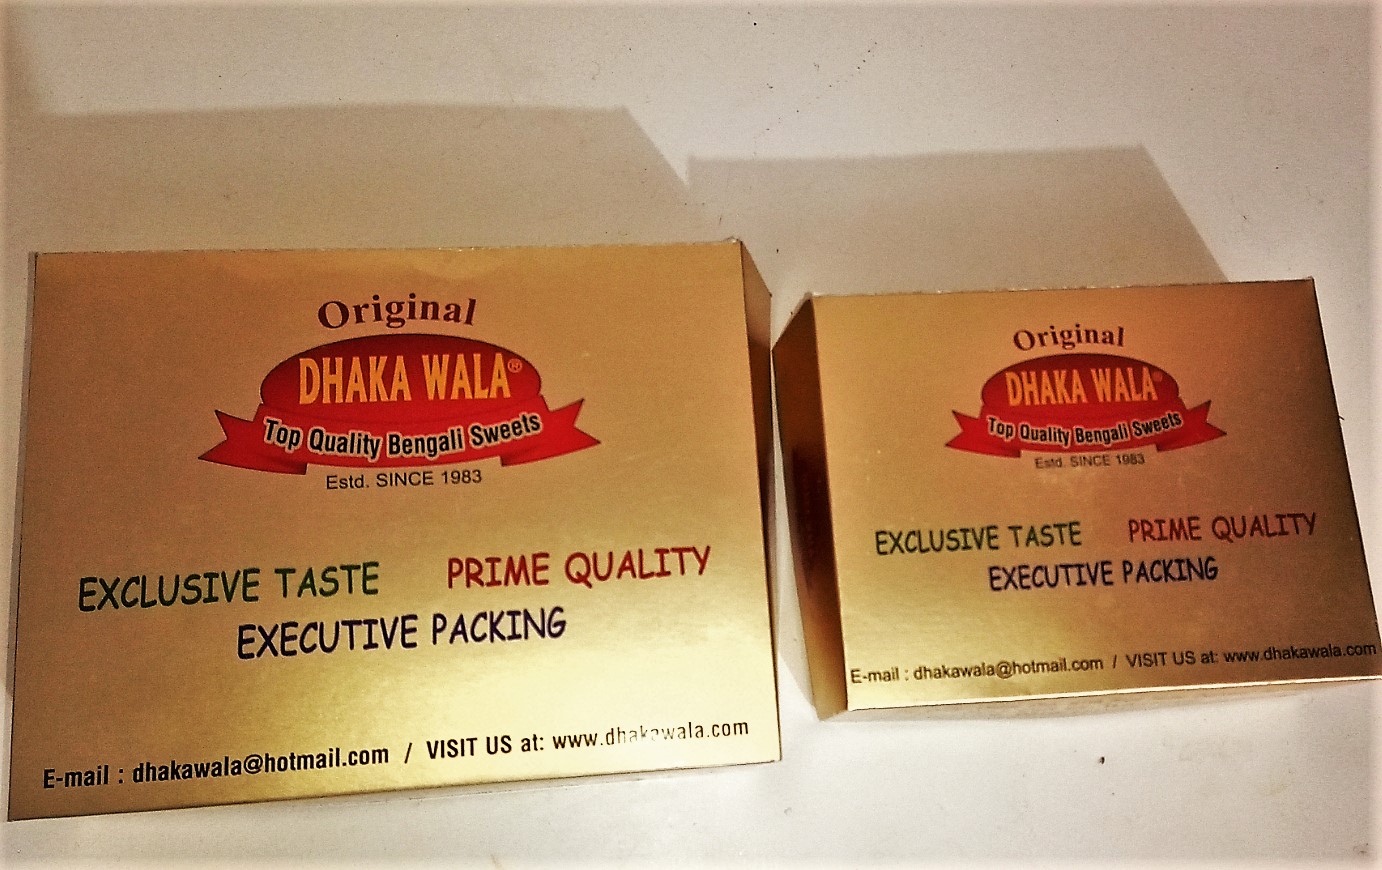 Original
DHAKA WALA®
Top Quality Bengali Sweets
Estd. SINCE 1983
EXCLUSIVE TASTE PRIME QUALITY
EXECUTIVE PACKING
E-mail : dhakawala@hotmail.com / VISIT US at: www.dhakawala.com
Original
DHAKA WALA®
Top Quality Bengali Sweets
Estd. SINCE 1983
EXCLUSIVE TASTE PRIME QUALITY
EXECUTIVE PACKING
E-mail : dhakawala@hotmail.com / VISIT US at: www.dhakawala.com